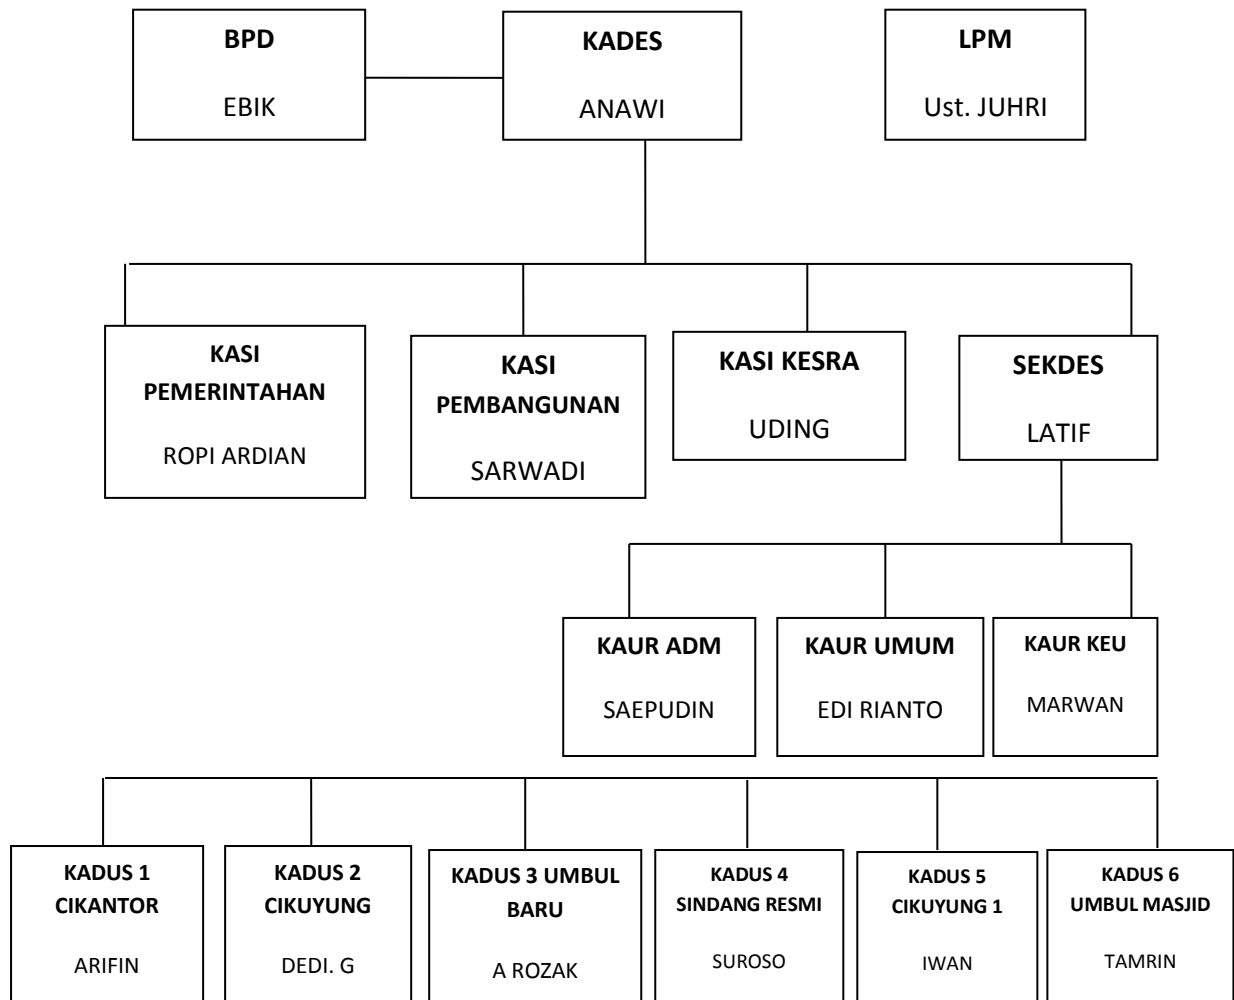 BPD
EBIK
KADES
ANAWI
LPM
Ust. JUHRI
KASI
PEMERINTAHAN
ROPI ARDIAN
KASI
PEMBANGUNAN
SARWADI
KASI KESRA
UDING
SEKDES
LATIF
KAUR ADM
SAEPUDIN
KAUR UMUM
EDI RIANTO
KAUR KEU
MARWAN
KADUS 1
CIKANTOR
ARIFIN
KADUS 2
CIKUYUNG
DEDI. G
KADUS 3 UMBUL
BARU
A ROZAK
KADUS 4
SINDANG RESMI
SUROSO
KADUS 5
CIKUYUNG 1
IWAN
KADUS 6
UMBUL MASJID
TAMRIN